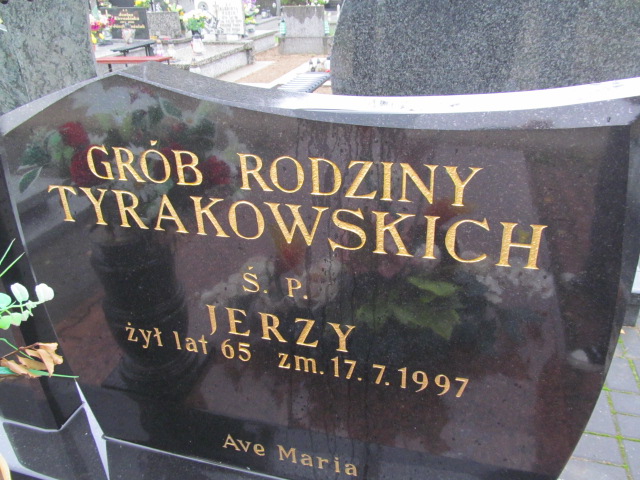 GRÓB RODZINY
TYRAKOWSKICH
Ś. P.
JERZY
żył lat 65 zm. 17. 7. 1997
Ave Maria